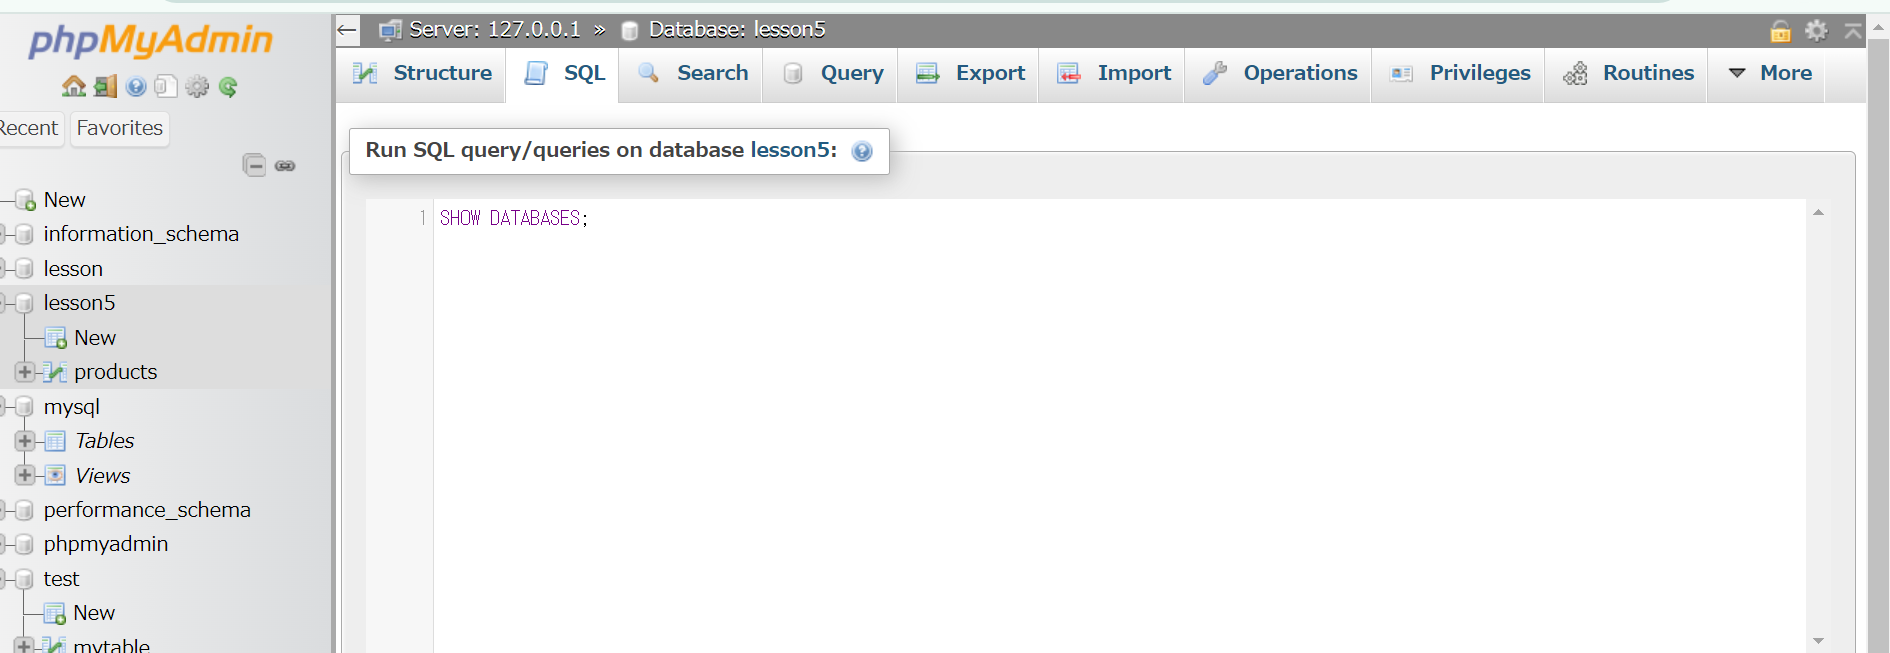 phpMyAdmin
Recent Favorites
New
information_schema
lesson
lesson5
New
products
mysql
Tables
Views
performance_schema
phpmyadmin
test
New
mytable
← Server: 127.0.0.1 » Database: lesson5
Structure SQL Search Query Export Import Operations Privileges Routines More
Run SQL query/queries on database lesson5:
1 SHOW DATABASES;